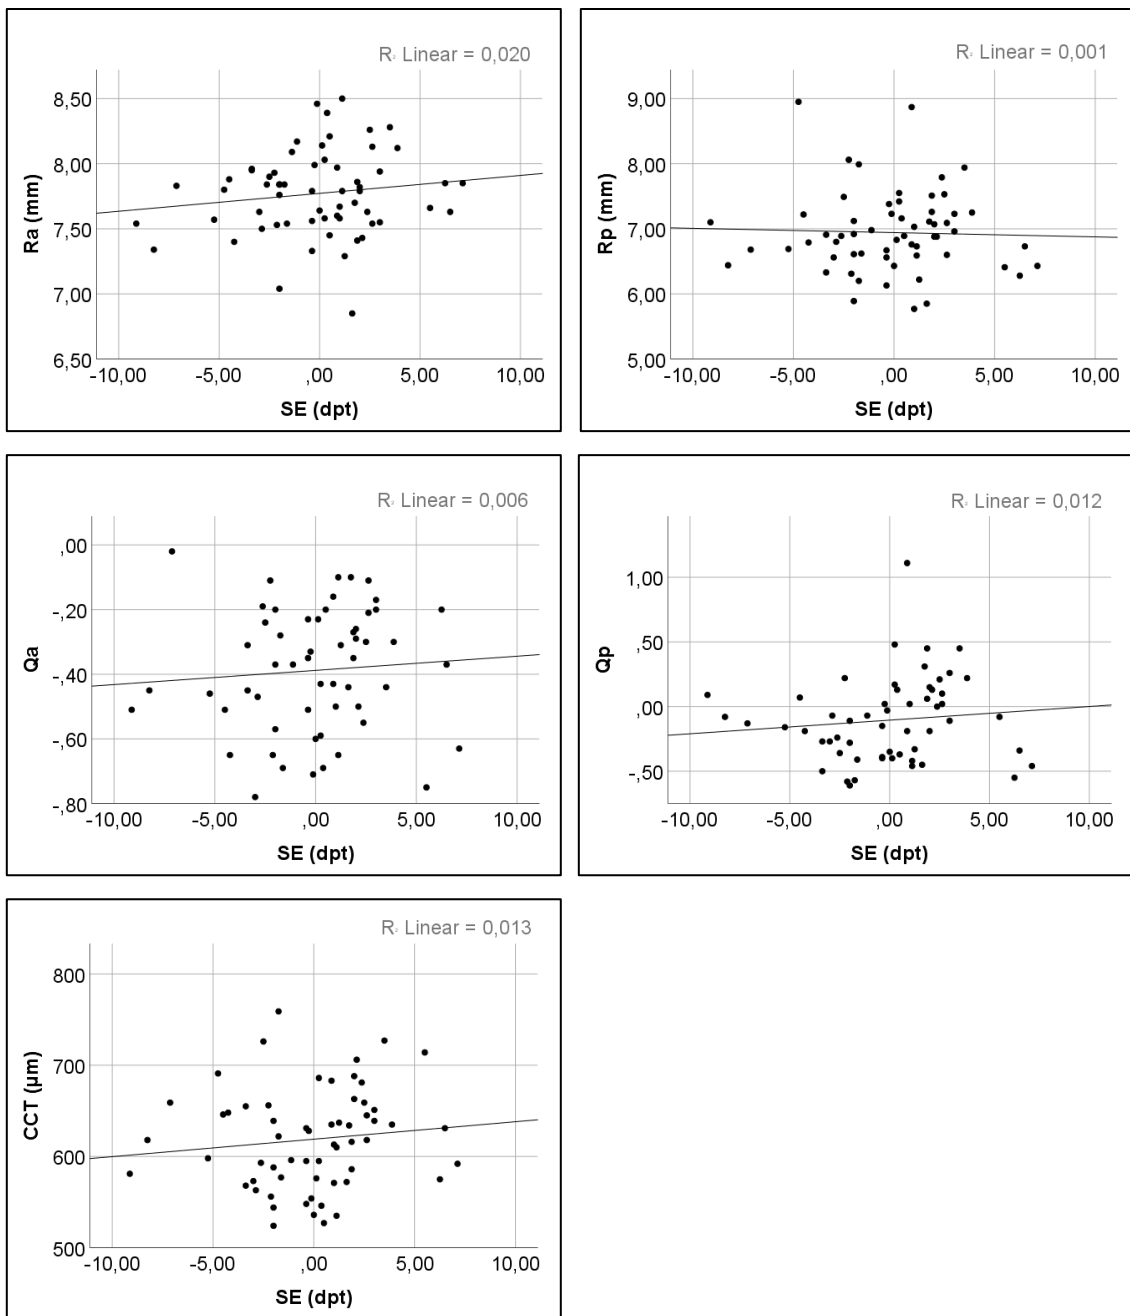 R² Linear = 0,020
8,50
8,00
7,50
7,00
6,50
Ra (mm)
-10,00 -5,00 ,00 5,00 10,00
SE (dpt)
R² Linear = 0,001
9,00
8,00
7,00
6,00
5,00
Rp (mm)
-10,00 -5,00 ,00 5,00 10,00
SE (dpt)
R² Linear = 0,006
,00
-,20
-,40
-,60
-,80
Qa
-10,00 -5,00 ,00 5,00 10,00
SE (dpt)
R² Linear = 0,012
1,00
,50
,00
-,50
Qp
-10,00 -5,00 ,00 5,00 10,00
SE (dpt)
R² Linear = 0,013
800
700
600
500
CCT (µm)
-10,00 -5,00 ,00 5,00 10,00
SE (dpt)